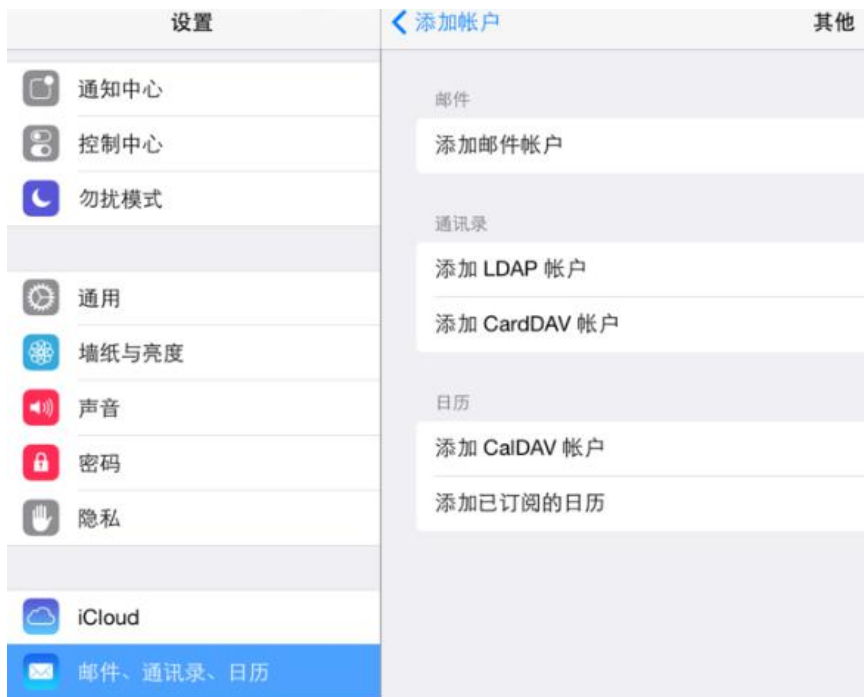 设置
通知中心
控制中心
勿扰模式
通用
墙纸与亮度
声音
密码
隐私
iCloud
邮件、通讯录、日历
添加帐户
其他
邮件
添加邮件帐户
通讯录
添加 LDAP 帐户
添加 CardDAV 帐户
日历
添加 CalDAV 帐户
添加已订阅的日历